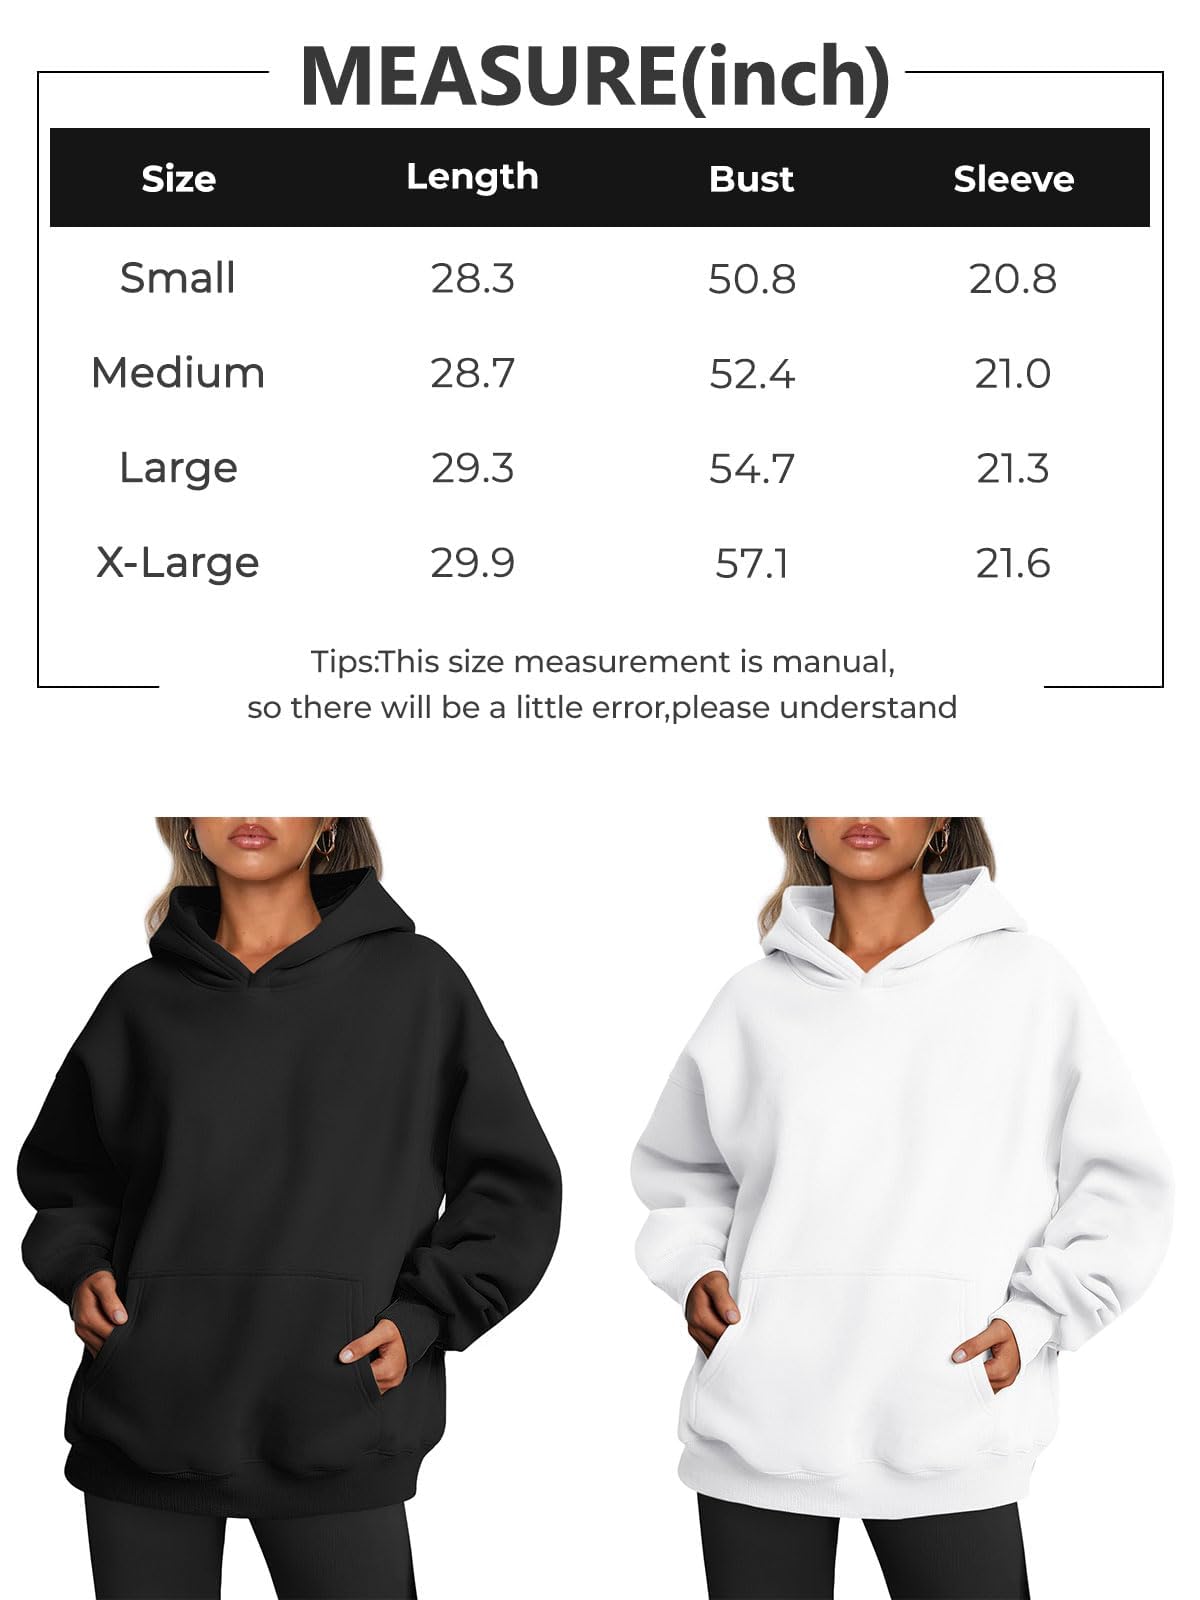 MEASURE(inch)
Size Length Bust Sleeve
Small 28.3 50.8 20.8
Medium 28.7 52.4 21.0
Large 29.3 54.7 21.3
X-Large 29.9 57.1 21.6
Tips:This size measurement is manual,
so there will be a little error,please understand